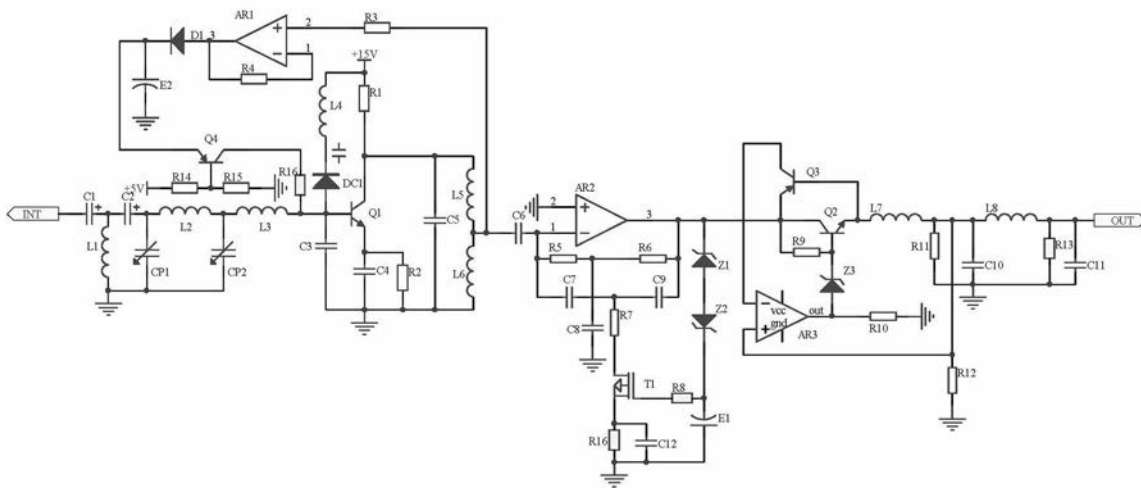 AR1
+
2
R3
D1
3
−
1
+15V
R4
E2
L4
R1
Q4
Q3
+5V
R14
R15
R16
DC1
L5
AR2
C1
+
C2
+
2
+
3
Q2
INT
Q1
C6
1
−
L7
L8
OUT
L1
L2
L3
C5
R5
R6
Z1
R9
R11
R13
CP1
CP2
C3
C4
R2
L6
C7
C9
Z3
C10
C11
C8
R7
Z2
−
vcc
out
+
gnd
R10
AR3
T1
R8
R12
E1
R16
C12